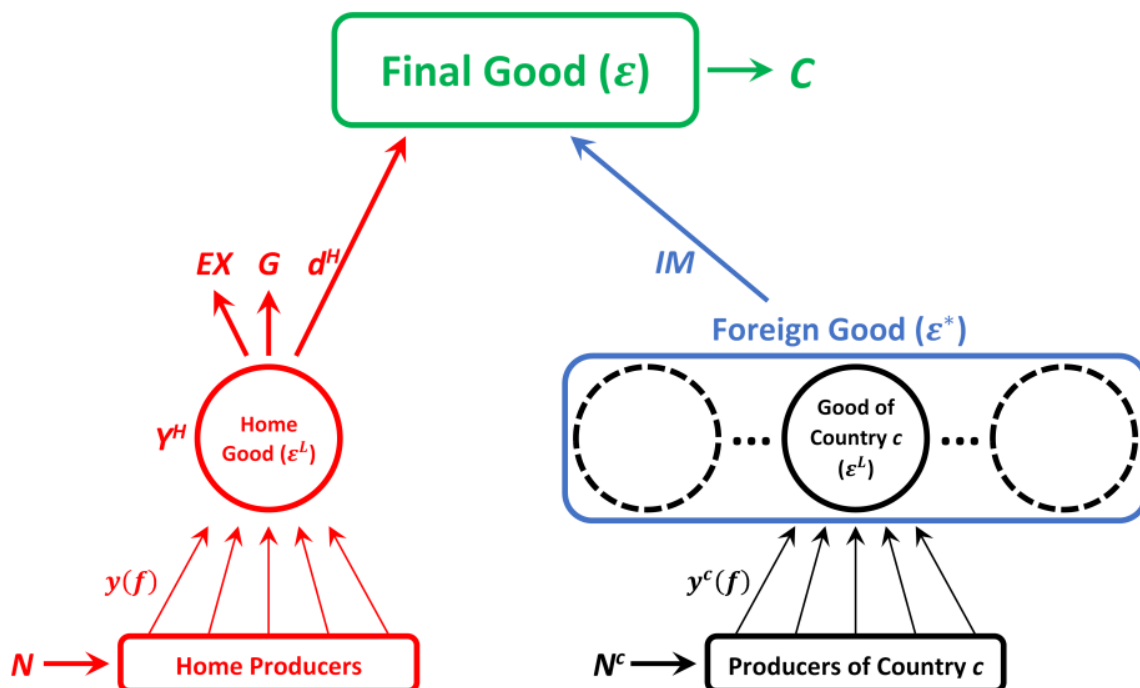 Final Good (ε)
C
EX
G
d^H
IM
Foreign Good (ε*)
Y^H
Home
Good (ε^L)
...
Good of
Country c
(ε^L)
...
y(f)
y^c(f)
N
Home Producers
N^c
Producers of Country c